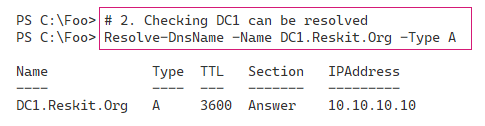 PS C:\Foo> # 2. Checking DC1 can be resolved
PS C:\Foo> Resolve-DnsName -Name DC1.Reskit.Org -Type A
Name Type TTL Section IPAddress
---- ---- --- ------- ---------
DC1.Reskit.Org A 3600 Answer 10.10.10.10